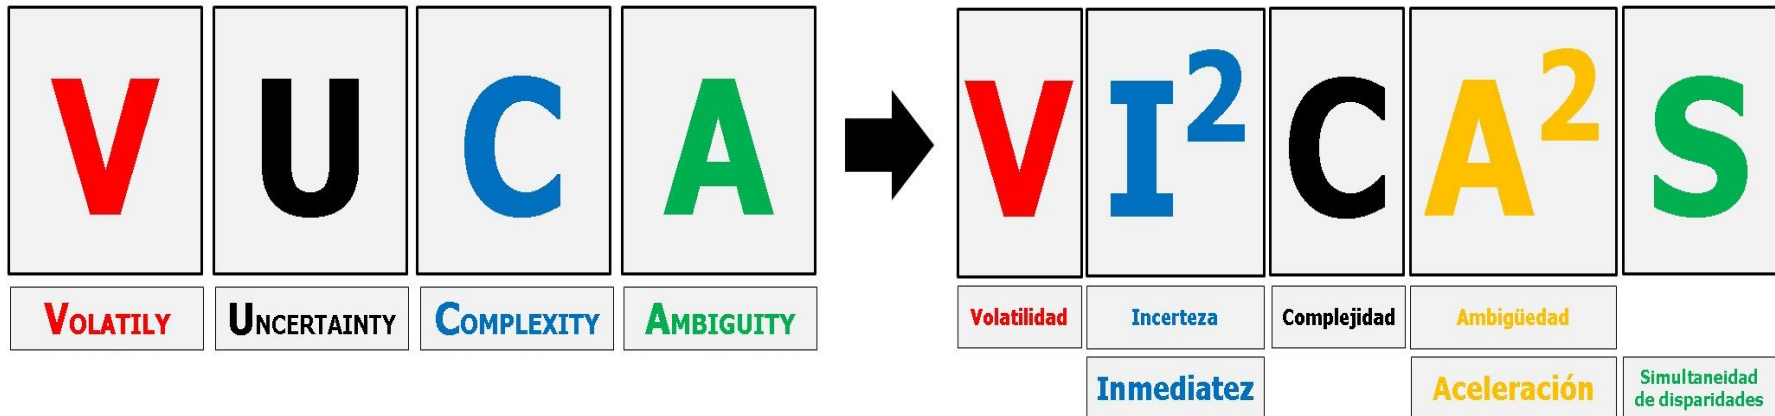 V U C A V I² C A² S
VOLATILY UNCERTAINTY COMPLEXITY AMBIGUITY
Volatilidad Incerteza Complejidad Ambigüedad
Inmediatez Aceleración Simultaneidad
de disparidades